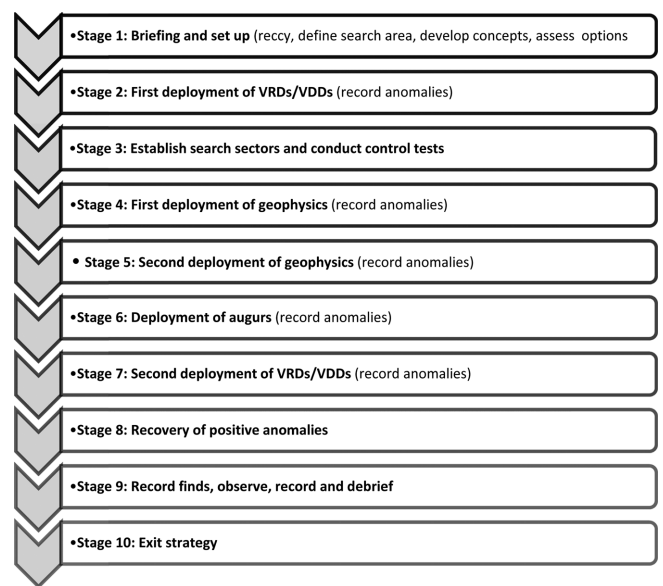 •Stage 1: Briefing and set up (reccy, define search area, develop concepts, assess options
•Stage 2: First deployment of VRDs/VDDs (record anomalies)
•Stage 3: Establish search sectors and conduct control tests
•Stage 4: First deployment of geophysics (record anomalies)
• Stage 5: Second deployment of geophysics (record anomalies)
•Stage 6: Deployment of augurs (record anomalies)
•Stage 7: Second deployment of VRDs/VDDs (record anomalies)
•Stage 8: Recovery of positive anomalies
•Stage 9: Record finds, observe, record and debrief
•Stage 10: Exit strategy